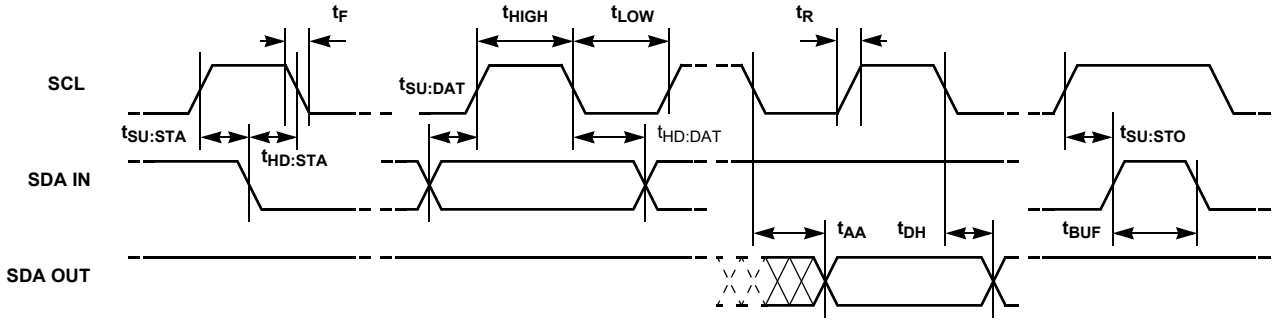 tF
tHIGH
tLOW
tR
SCL
tSU:DAT
tSU:STA
tHD:STA
tHD:DAT
tSU:STO
SDA IN
tAA
tDH
tBUF
SDA OUT